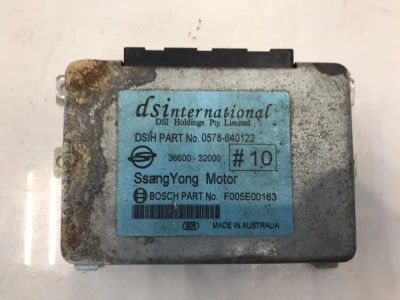 dsinternational
DSI Holdings Pty Limited
DSIH PART No. 0578-640122
36600-32000 #10
SsangYong Motor
BOSCH PART No. F005E00163
MADE IN AUSTRALIA